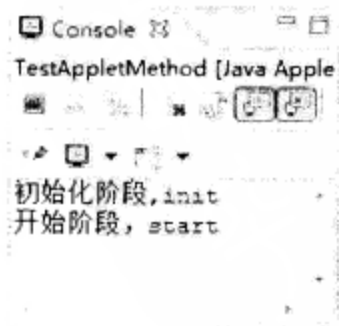 Console
TestAppletMethod [Java Apple
初始化阶段,init
开始阶段，start